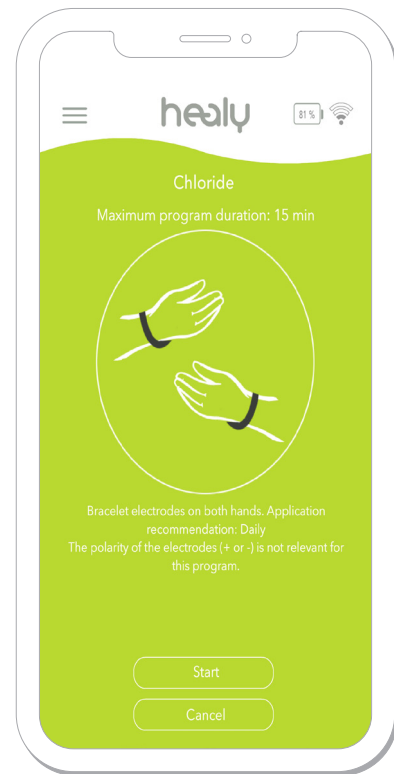 healy
81 %
Chloride
Maximum program duration: 15 min
Bracelet electrodes on both hands. Application
recommendation: Daily
The polarity of the electrodes (+ or -) is not relevant for
this program.
Start
Cancel